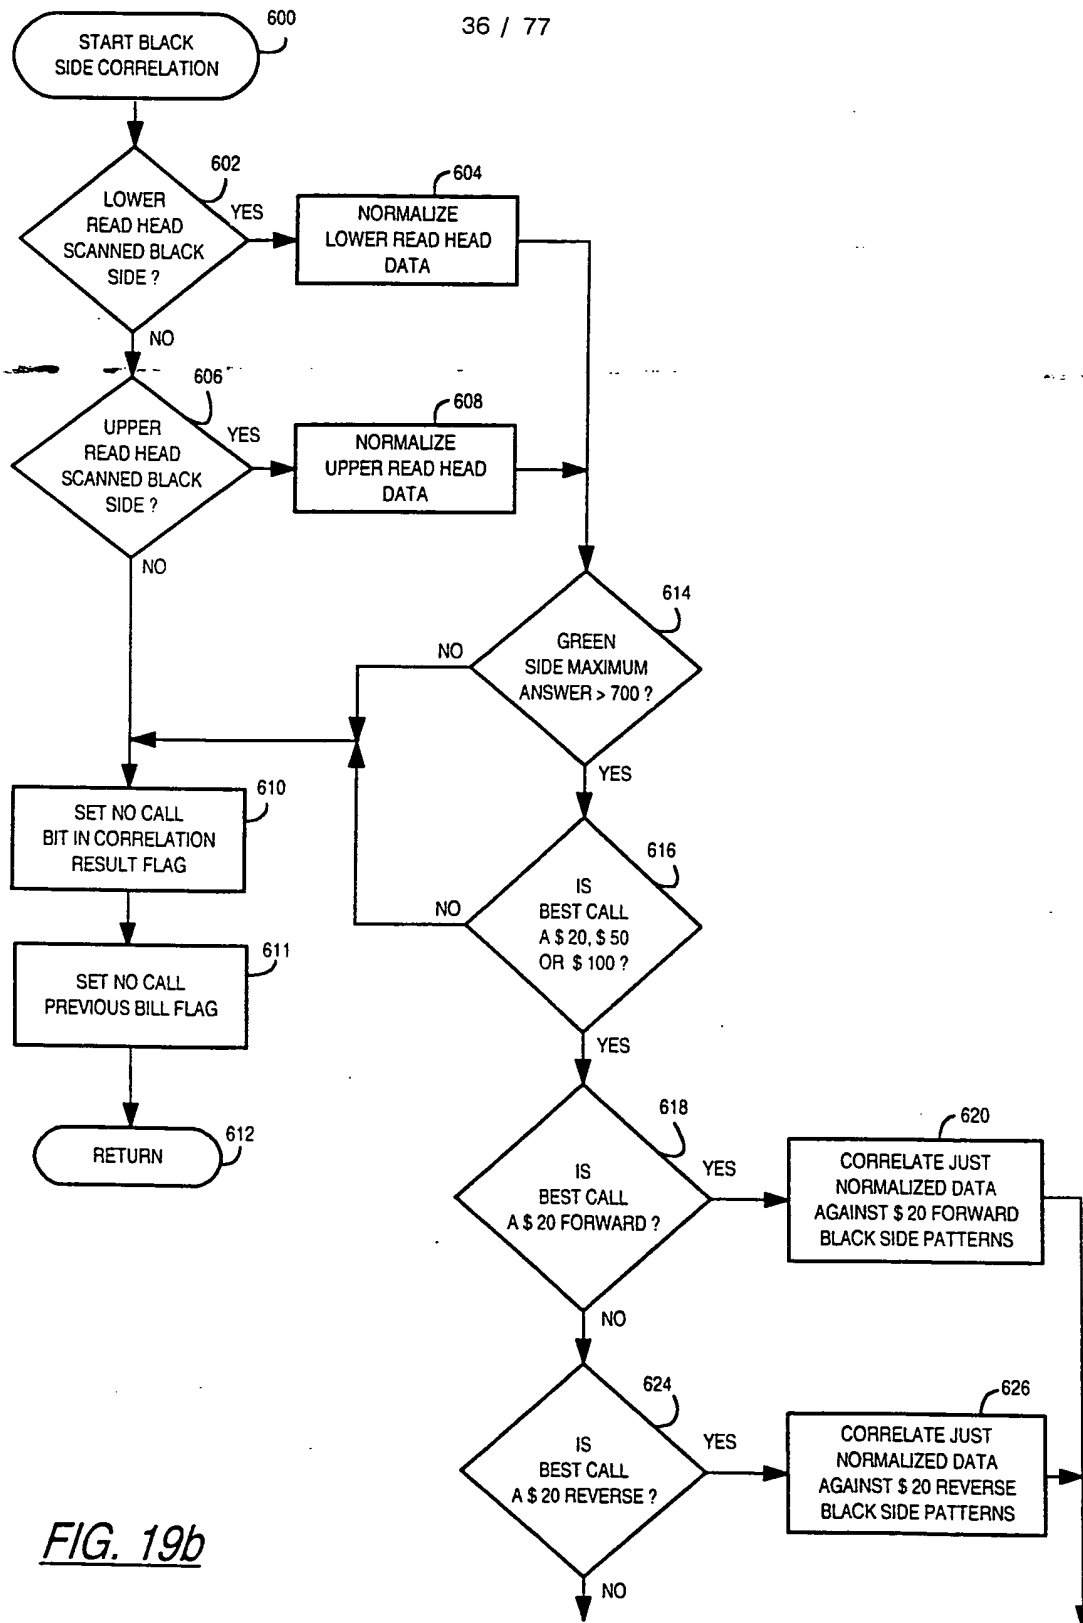 36 / 77
START BLACK
SIDE CORRELATION
600
LOWER
READ HEAD
SCANNED BLACK
SIDE ?
602
YES
NORMALIZE
LOWER READ HEAD
DATA
604
NO
UPPER
READ HEAD
SCANNED BLACK
SIDE ?
606
YES
NORMALIZE
UPPER READ HEAD
DATA
608
NO
GREEN
SIDE MAXIMUM
ANSWER > 700 ?
614
NO
YES
SET NO CALL
BIT IN CORRELATION
RESULT FLAG
610
IS
BEST CALL
A $ 20, $ 50
OR $ 100 ?
616
NO
YES
SET NO CALL
PREVIOUS BILL FLAG
611
RETURN
612
IS
BEST CALL
A $ 20 FORWARD ?
618
YES
CORRELATE JUST
NORMALIZED DATA
AGAINST $ 20 FORWARD
BLACK SIDE PATTERNS
620
NO
IS
BEST CALL
A $ 20 REVERSE ?
624
YES
CORRELATE JUST
NORMALIZED DATA
AGAINST $ 20 REVERSE
BLACK SIDE PATTERNS
626
NO
FIG. 19b